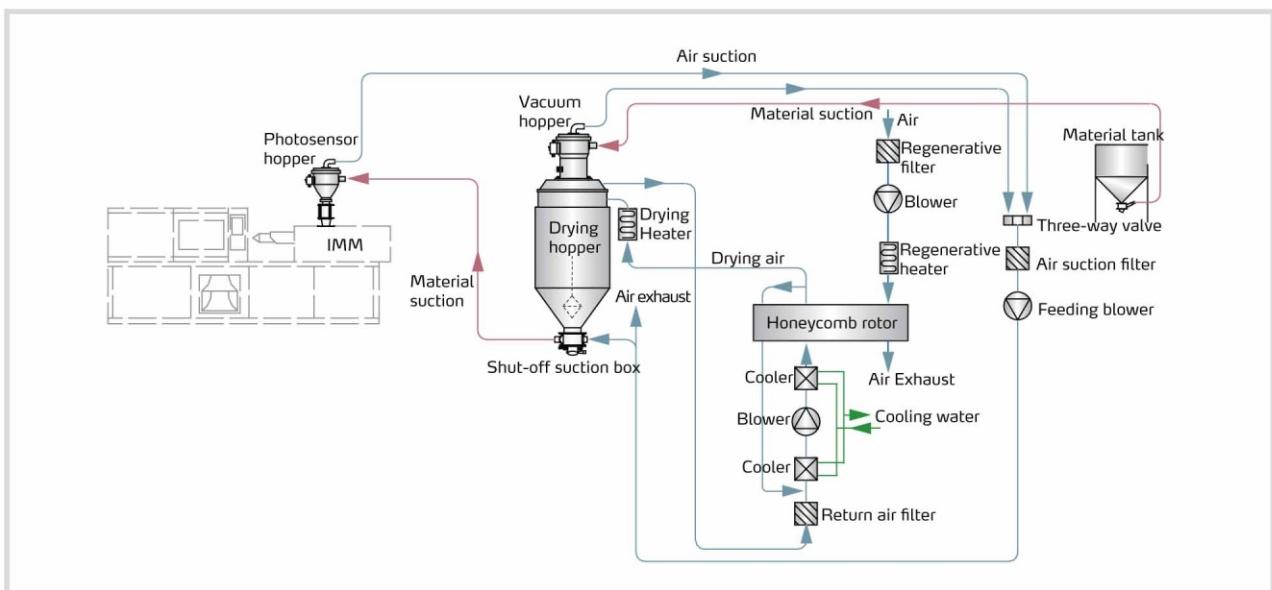 Air suction
Vacuum
hopper
Material suction
Air
Photosensor
hopper
Regenerative
filter
Material tank
Blower
IMM
Drying
hopper
Drying
Heater
Three-way valve
Drying air
Regenerative
heater
Air suction filter
Material
suction
Air exhaust
Feeding blower
Honeycomb rotor
Shut-off suction box
Cooler
Air Exhaust
Blower
Cooling water
Cooler
Return air filter